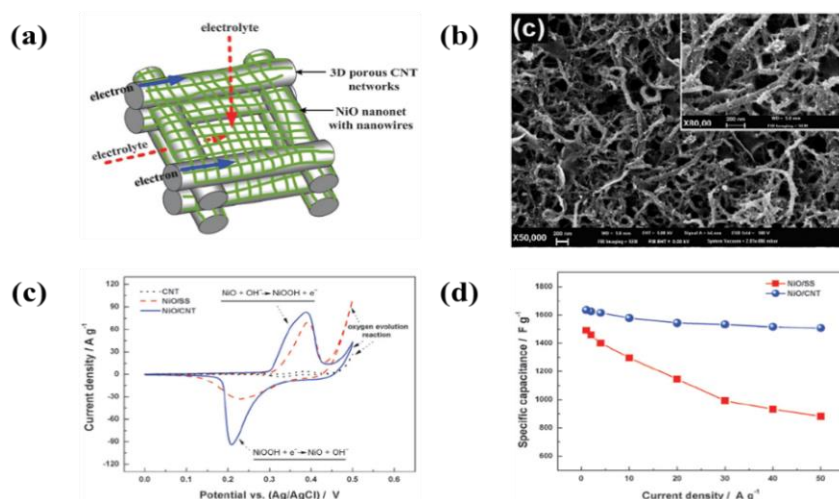 (a)
electrolyte
electron
3D porous CNT
networks
NiO nanonet
with nanowires
electrolyte
electron
(b)
(c)
X80,00
200 nm
WD = 1.0 mm
X50,000
200 nm
(c)
Current density / A g⁻¹
120
90
60
30
0
-30
-60
-90
-120
CNT
NiO/SS
NiO/CNT
NiO + OH⁻ → NiOOH + e⁻
oxygen evolution
reaction
NiOOH + e⁻ → NiO + OH⁻
0.0 0.1 0.2 0.3 0.4 0.5 0.6
Potential vs. (Ag/AgCl) / V
(d)
Specific capacitance / F g⁻¹
1800
1600
1400
1200
1000
800
600
NiO/SS
NiO/CNT
0 10 20 30 40 50
Current density / A g⁻¹